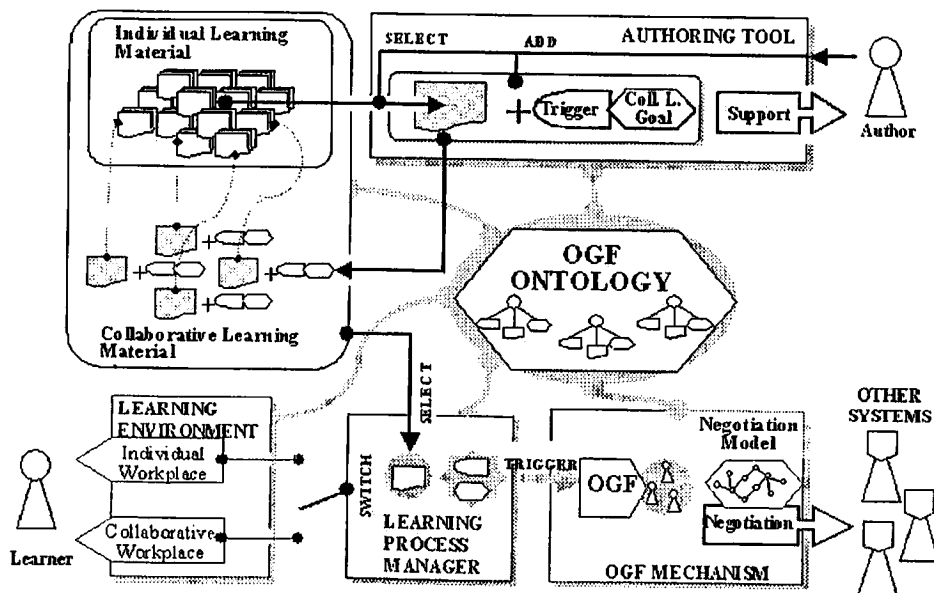 Individual Learning
Material
SELECT
ADD
AUTHORING TOOL
+
Trigger
Coll. L.
Goal
Support
Author
+
+
+
+
Collaborative Learning
Material
OGF
ONTOLOGY
SELECT
LEARNING
ENVIRONMENT
Individual
Workplace
Collaborative
Workplace
Learner
SWITCH
LEARNING
PROCESS
MANAGER
TRIGGER
OGF
Negotiation
Model
Negotiation
OGF MECHANISM
OTHER
SYSTEMS